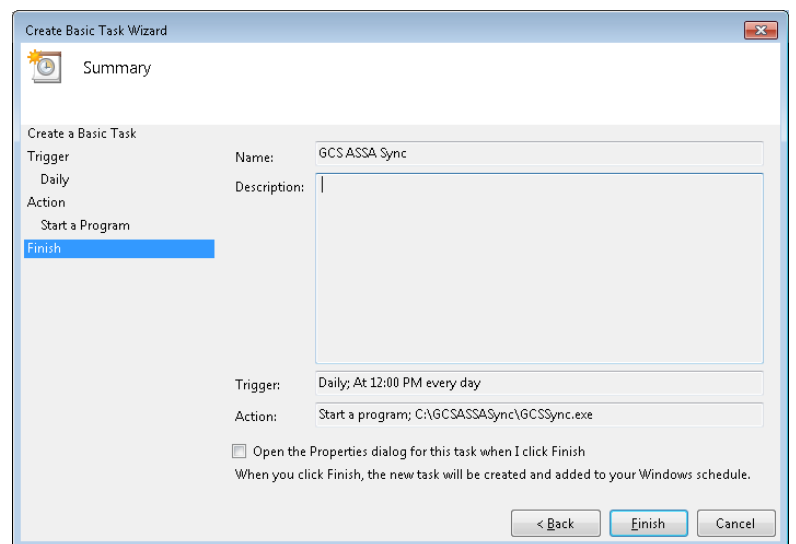 Create Basic Task Wizard
Summary
Create a Basic Task
Trigger
Daily
Action
Start a Program
Finish
Name:
GCS ASSA Sync
Description:
Trigger:
Daily; At 12:00 PM every day
Action:
Start a program; C:\GCSASSASync\GCSSync.exe
Open the Properties dialog for this task when I click Finish
When you click Finish, the new task will be created and added to your Windows schedule.
< Back
Finish
Cancel